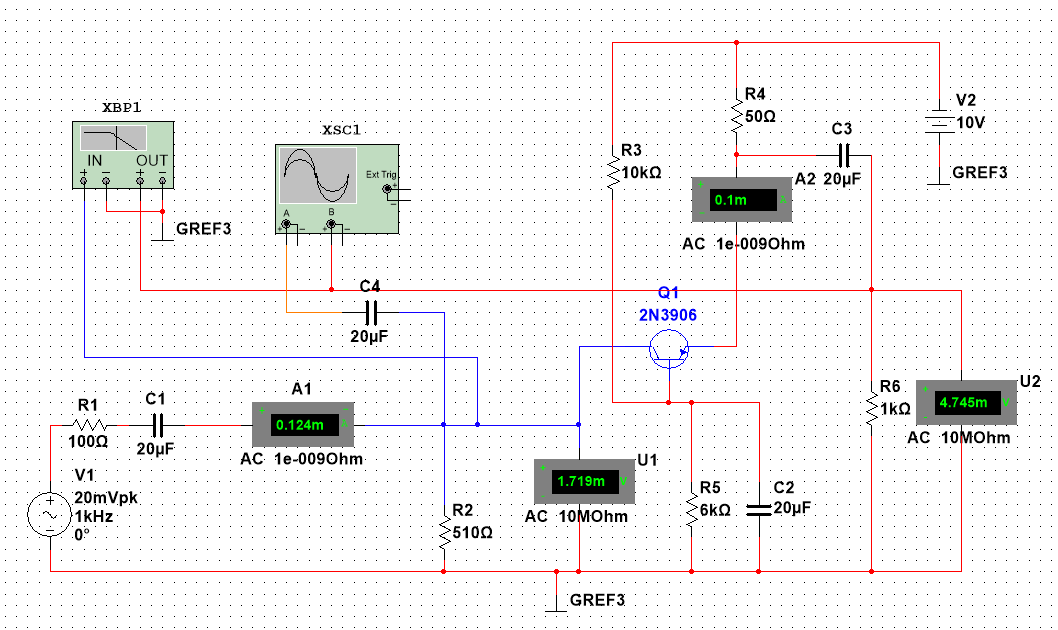 XBP1
IN OUT
XSC1
Ext Trig
A
B
GREF3
R4
50Ω
V2
10V
C3
20µF
R3
10kΩ
A2
0.1m
AC 1e-009Ohm
GREF3
C4
20µF
Q1
2N3906
A1
0.124m
AC 1e-009Ohm
R1
100Ω
C1
20µF
V1
20mVpk
1kHz
0°
R2
510Ω
U1
1.719m V
AC 10MOhm
R5
6kΩ
C2
20µF
R6
1kΩ
U2
4.745m V
AC 10MOhm
GREF3